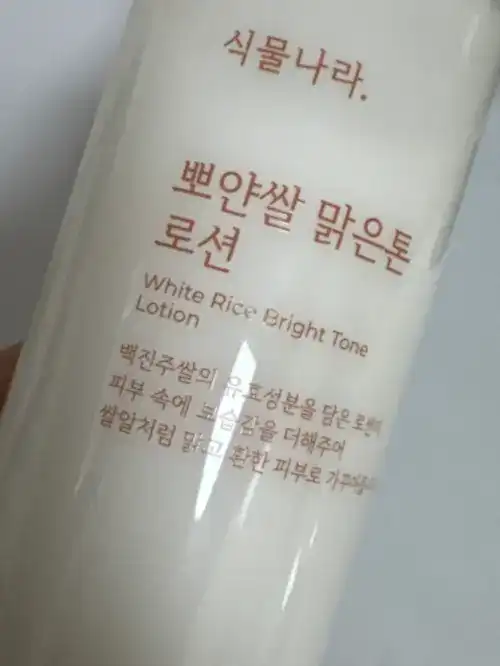 식물나라.
뽀얀쌀 맑은톤
로션
White Rice Bright Tone
Lotion
백진주쌀의 유효성분을 담은 로션이
피부 속에 보습감을 더해주며
쌀알처럼 맑고 환한 피부로